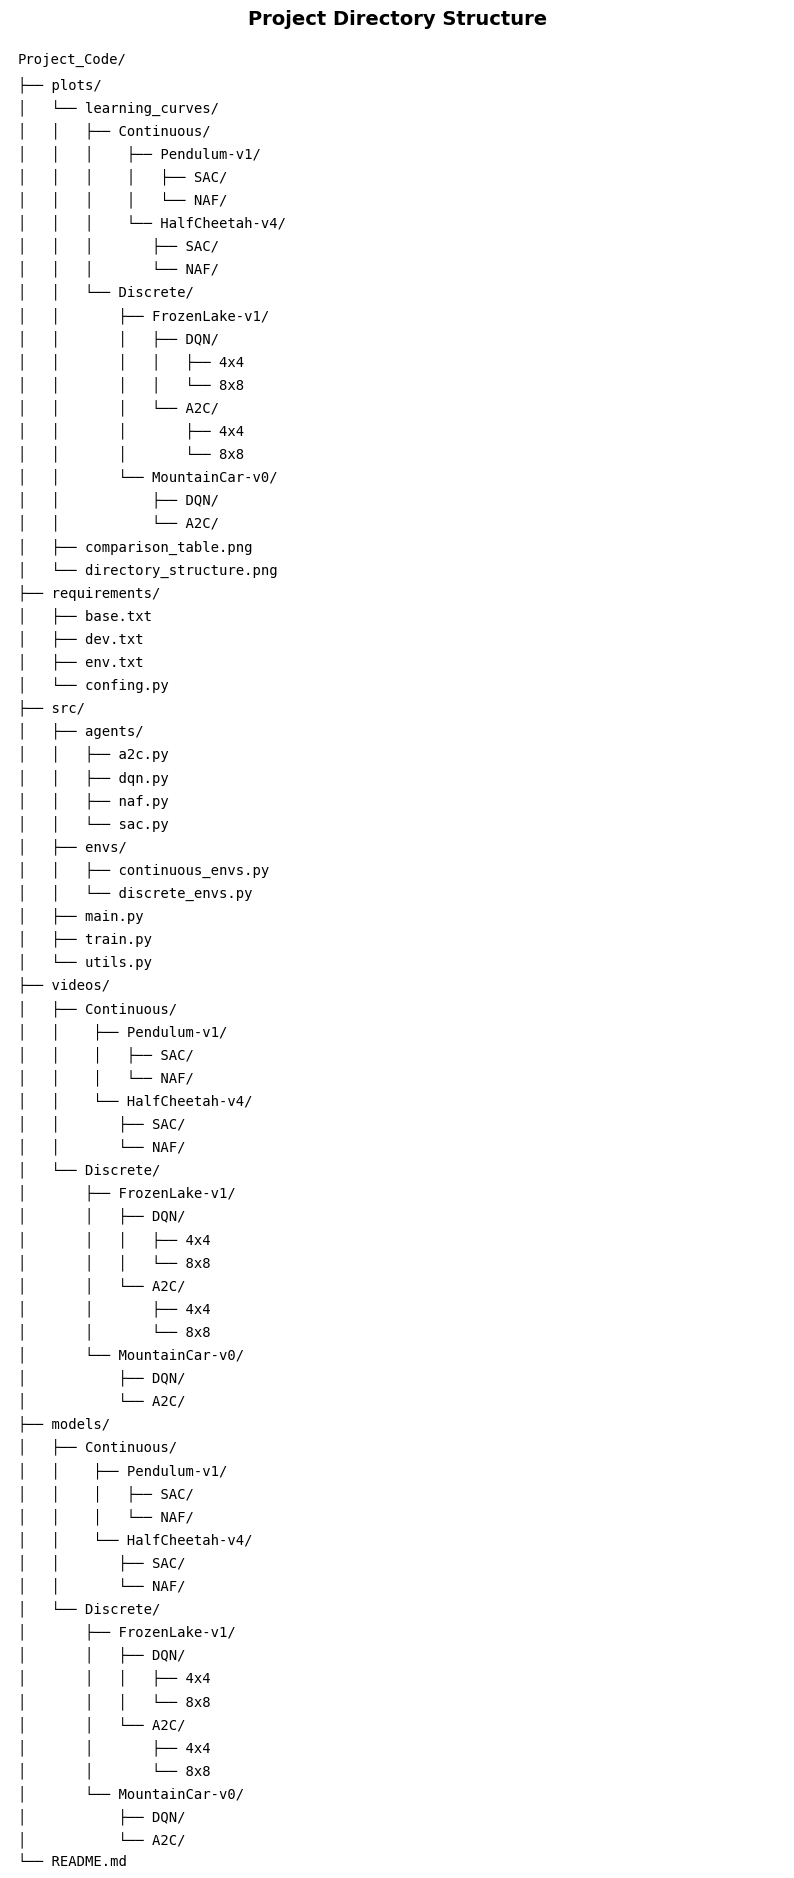 Project Directory Structure
Project_Code/
├── plots/
│   └── learning_curves/
│   │   ├── Continuous/
│   │   │    ├── Pendulum-v1/
│   │   │    │   ├── SAC/
│   │   │    │   └── NAF/
│   │   │    └── HalfCheetah-v4/
│   │   │       ├── SAC/
│   │   │       └── NAF/
│   │   └── Discrete/
│   │       ├── FrozenLake-v1/
│   │       │   ├── DQN/
│   │       │   │   ├── 4x4
│   │       │   │   └── 8x8
│   │       │   └── A2C/
│   │       │       ├── 4x4
│   │       │       └── 8x8
│   │       └── MountainCar-v0/
│   │           ├── DQN/
│   │           └── A2C/
│   ├── comparison_table.png
│   └── directory_structure.png
├── requirements/
│   ├── base.txt
│   ├── dev.txt
│   ├── env.txt
│   └── confing.py
├── src/
│   ├── agents/
│   │   ├── a2c.py
│   │   ├── dqn.py
│   │   ├── naf.py
│   │   └── sac.py
│   ├── envs/
│   │   ├── continuous_envs.py
│   │   └── discrete_envs.py
│   ├── main.py
│   ├── train.py
│   └── utils.py
├── videos/
│   ├── Continuous/
│   │    ├── Pendulum-v1/
│   │    │   ├── SAC/
│   │    │   └── NAF/
│   │    └── HalfCheetah-v4/
│   │       ├── SAC/
│   │       └── NAF/
│   └── Discrete/
│       ├── FrozenLake-v1/
│       │   ├── DQN/
│       │   │   ├── 4x4
│       │   │   └── 8x8
│       │   └── A2C/
│       │       ├── 4x4
│       │       └── 8x8
│       └── MountainCar-v0/
│           ├── DQN/
│           └── A2C/
├── models/
│   ├── Continuous/
│   │    ├── Pendulum-v1/
│   │    │   ├── SAC/
│   │    │   └── NAF/
│   │    └── HalfCheetah-v4/
│   │       ├── SAC/
│   │       └── NAF/
│   └── Discrete/
│       ├── FrozenLake-v1/
│       │   ├── DQN/
│       │   │   ├── 4x4
│       │   │   └── 8x8
│       │   └── A2C/
│       │       ├── 4x4
│       │       └── 8x8
│       └── MountainCar-v0/
│           ├── DQN/
│           └── A2C/
└── README.md